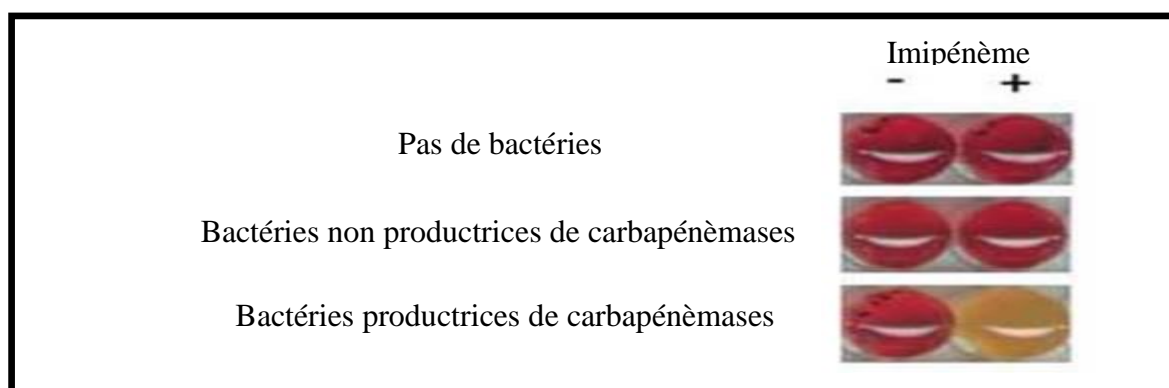 Imipénème
- +
Pas de bactéries
Bactéries non productrices de carbapénèmases
Bactéries productrices de carbapénèmases